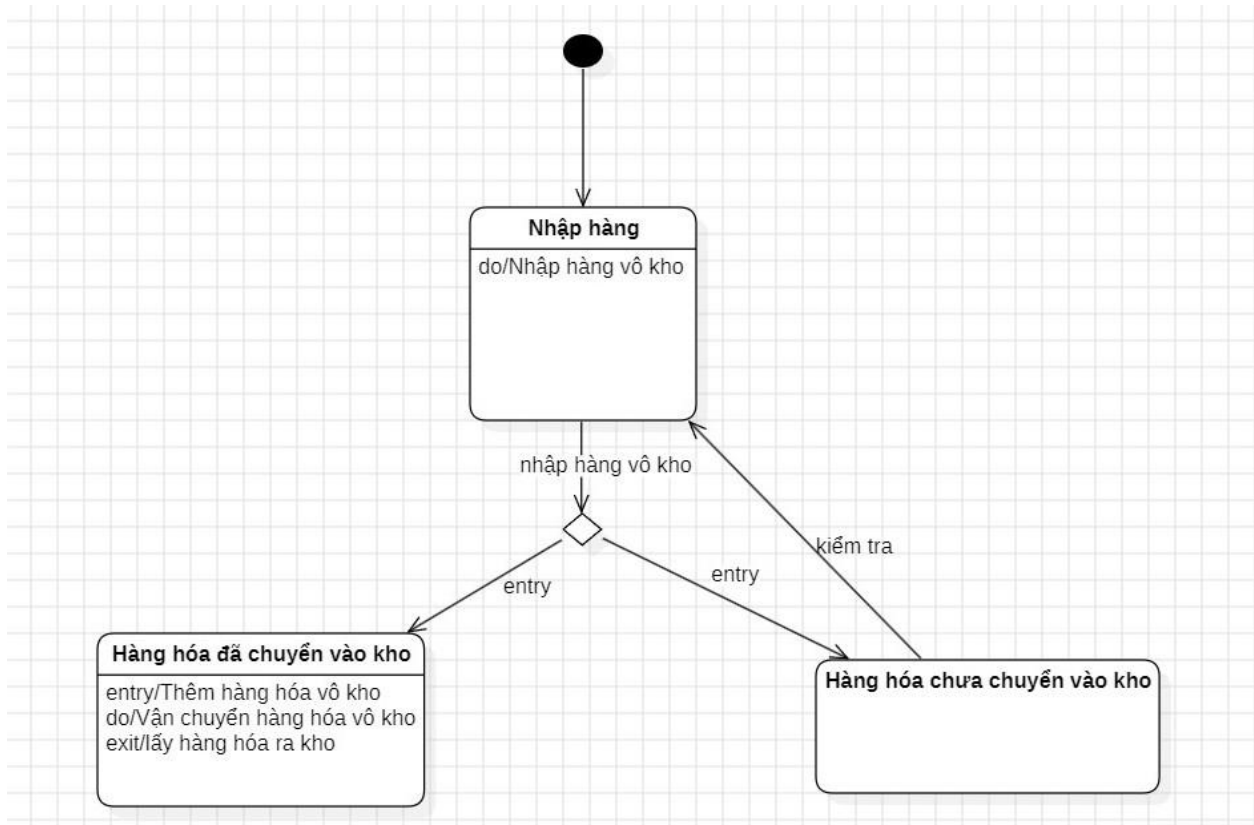 Nhập hàng
do/Nhập hàng vô kho
nhập hàng vô kho
kiểm tra
entry
entry
Hàng hóa đã chuyển vào kho
entry/Thêm hàng hóa vô kho
do/Vận chuyển hàng hóa vô kho
exit/lấy hàng hóa ra kho
Hàng hóa chưa chuyển vào kho